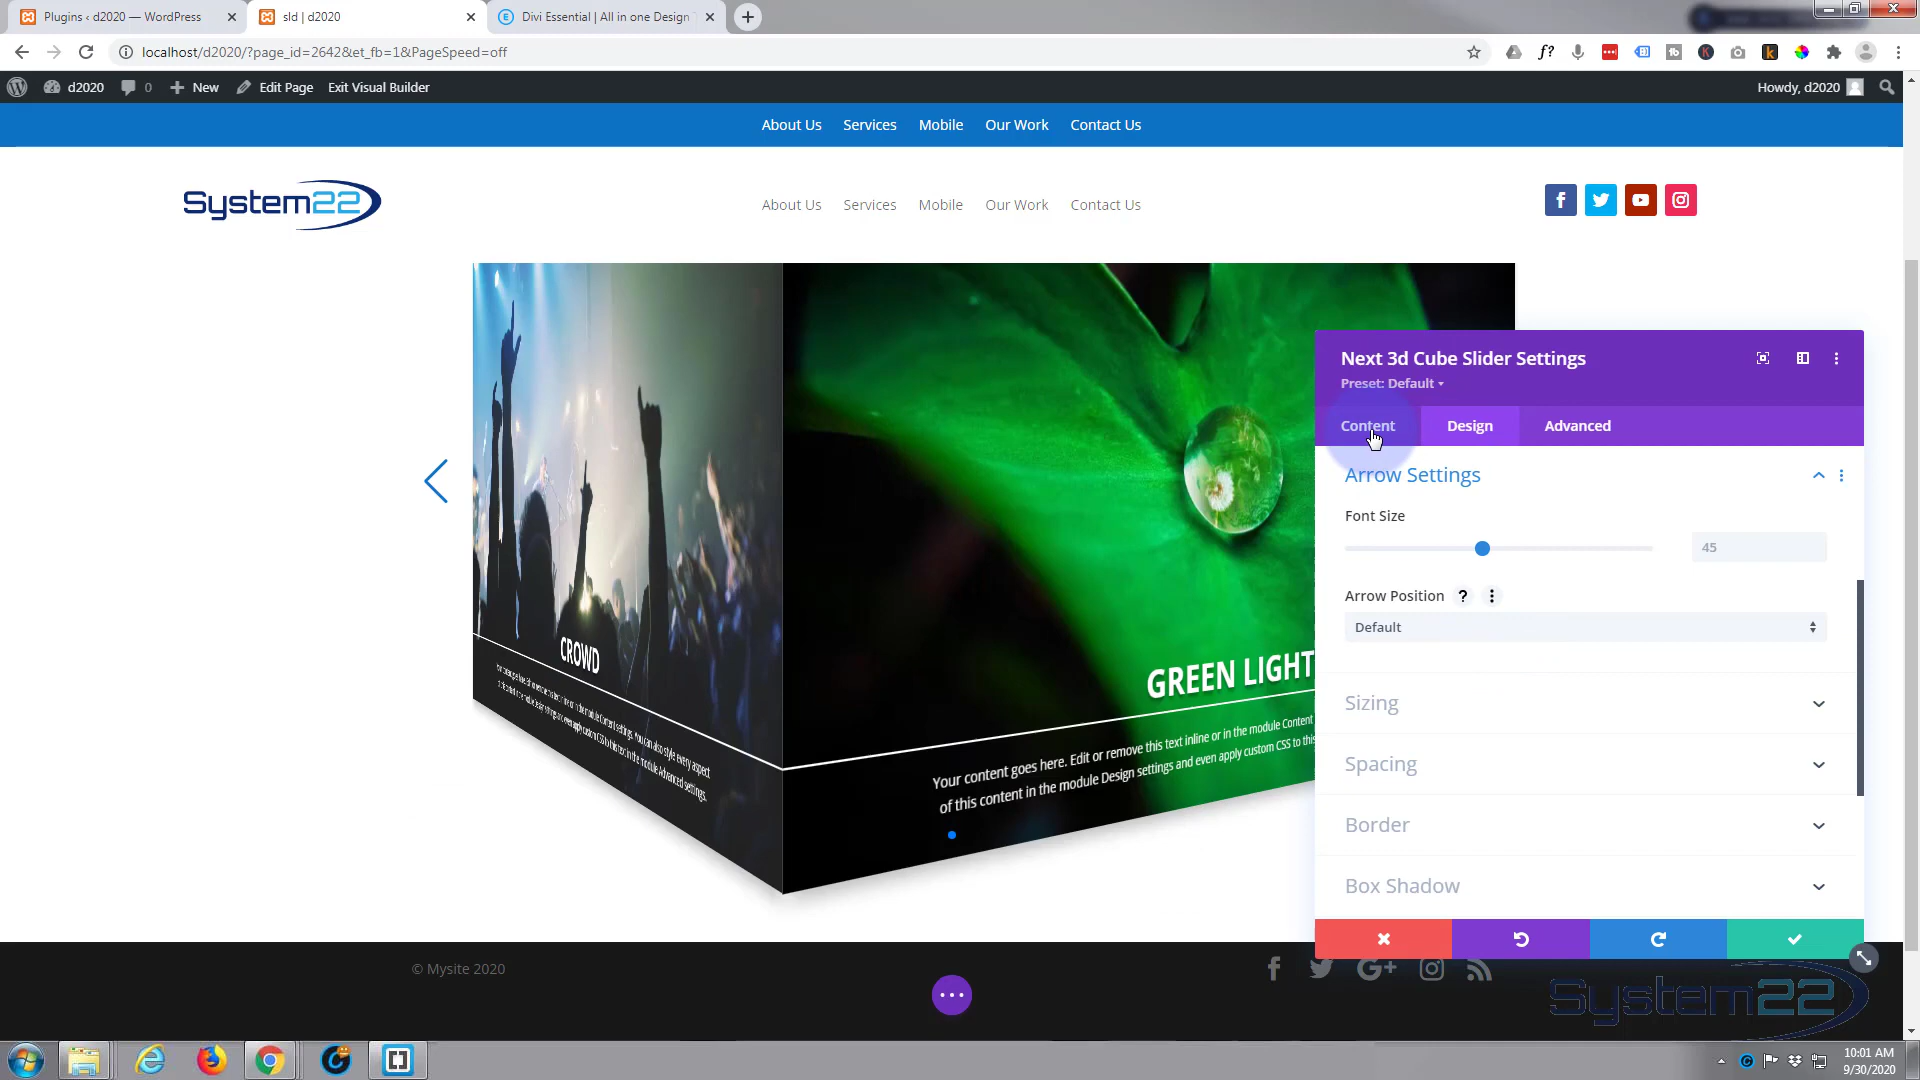 Plugins ‹ d2020 — WordPress
sld | d2020
Divi Essential | All in one Design
localhost/d2020/?page_id=2642&et_fb=1&PageSpeed=off
d2020
0
New
Edit Page
Exit Visual Builder
Howdy, d2020
About Us
Services
Mobile
Our Work
Contact Us
System22
About Us
Services
Mobile
Our Work
Contact Us
Next 3d Cube Slider Settings
Preset: Default
Content
Design
Advanced
Arrow Settings
Font Size
45
Arrow Position
Default
Sizing
Spacing
Border
Box Shadow
CROWD
GREEN LIGHT
Your content goes here. Edit or remove this text inline or in the module Content
of this content in the module Design settings and even apply custom CSS to this
© Mysite 2020
System22
10:01 AM
9/30/2020